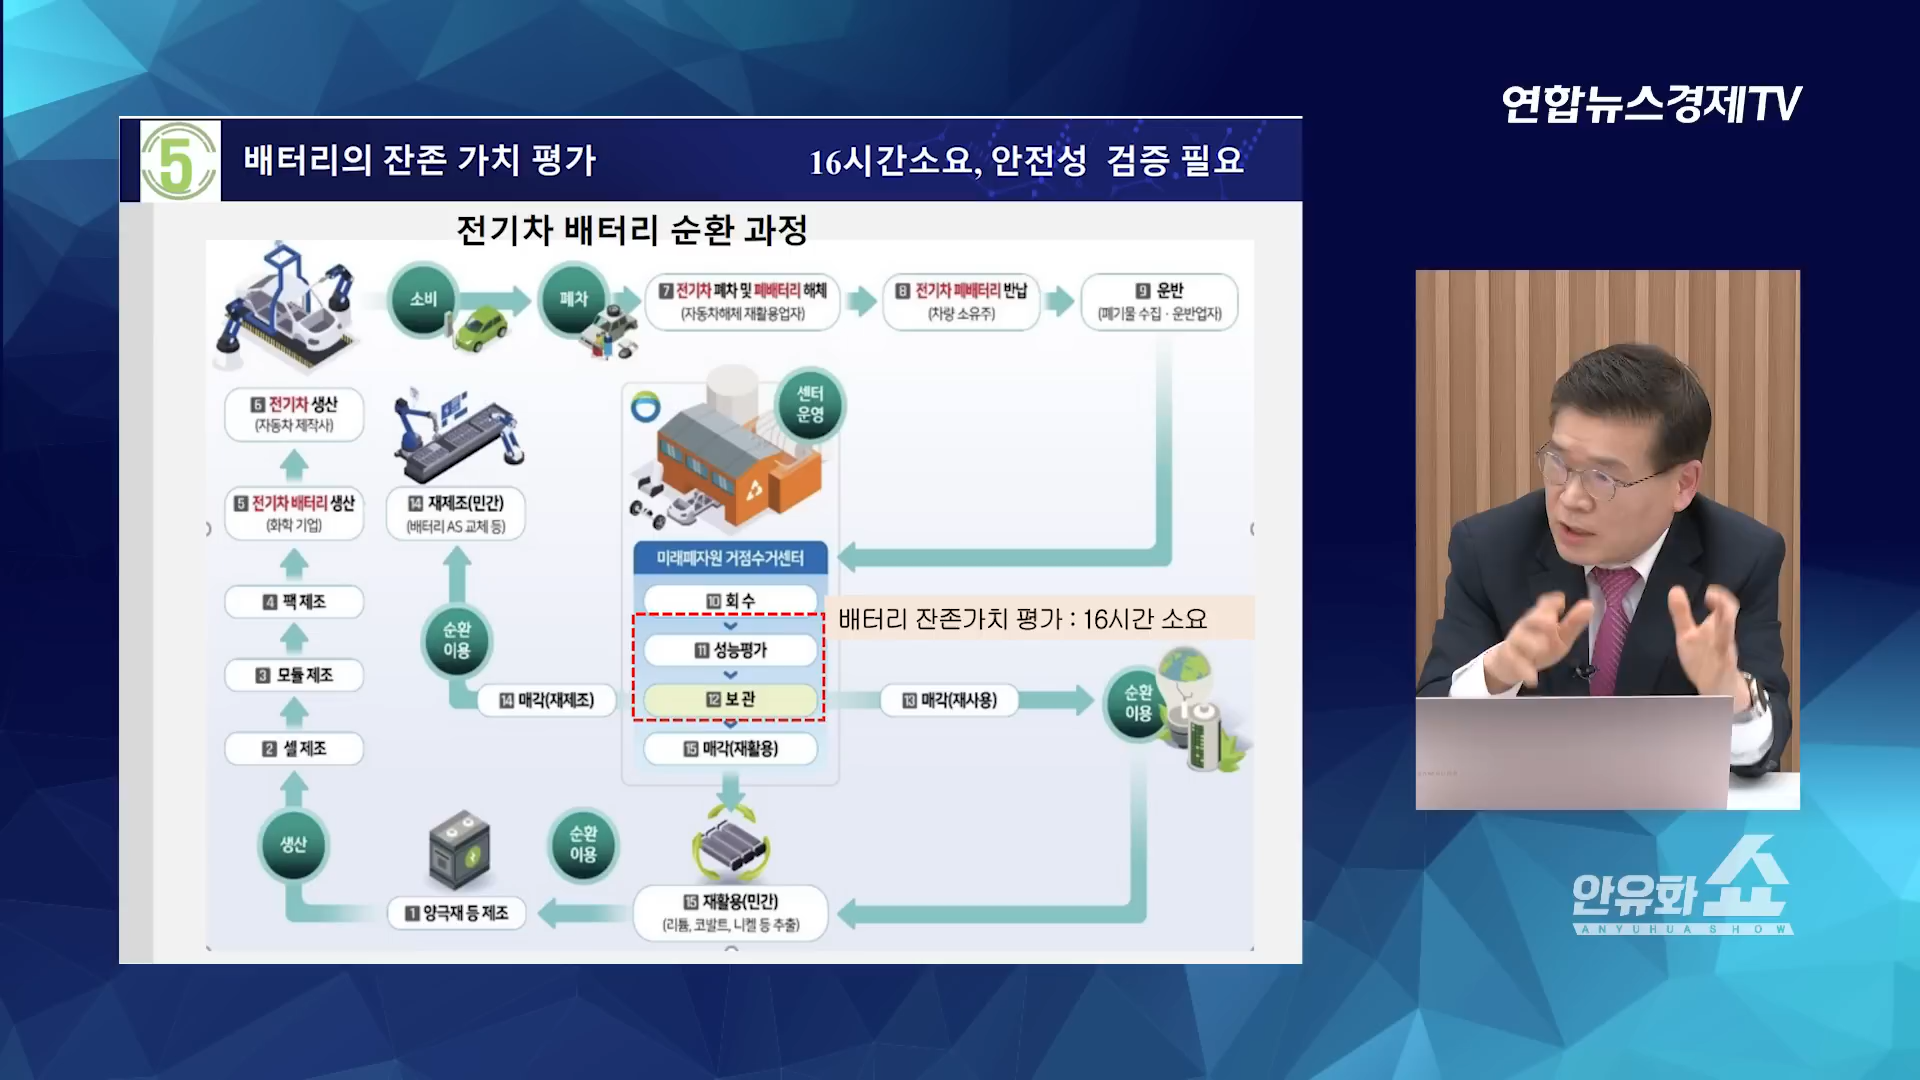 연합뉴스경제TV
5
배터리의 잔존 가치 평가
16시간소요, 안전성 검증 필요
전기차 배터리 순환 과정
소비
폐차
7 전기차 폐차 및 폐배터리 해체
(자동차해체 재활용업자)
8 전기차 폐배터리 반납
(차량 소유주)
9 운반
(폐기물 수집·운반업자)
6 전기차 생산
(자동차 제작사)
센터
운영
5 전기차 배터리 생산
(화학 기업)
14 재제조(민간)
(배터리 AS 교체 등)
미래폐자원 거점수거센터
4 팩 제조
10 회수
배터리 잔존가치 평가 : 16시간 소요
순환
이용
11 성능평가
3 모듈 제조
14 매각(재제조)
12 보관
13 매각(재사용)
순환
이용
2 셀 제조
15 매각(재활용)
생산
순환
이용
1 양극재 등 제조
15 재활용(민간)
(리튬, 코발트, 니켈 등 추출)
SAMSUNG
안유화쇼
ANYUHUA SHOW